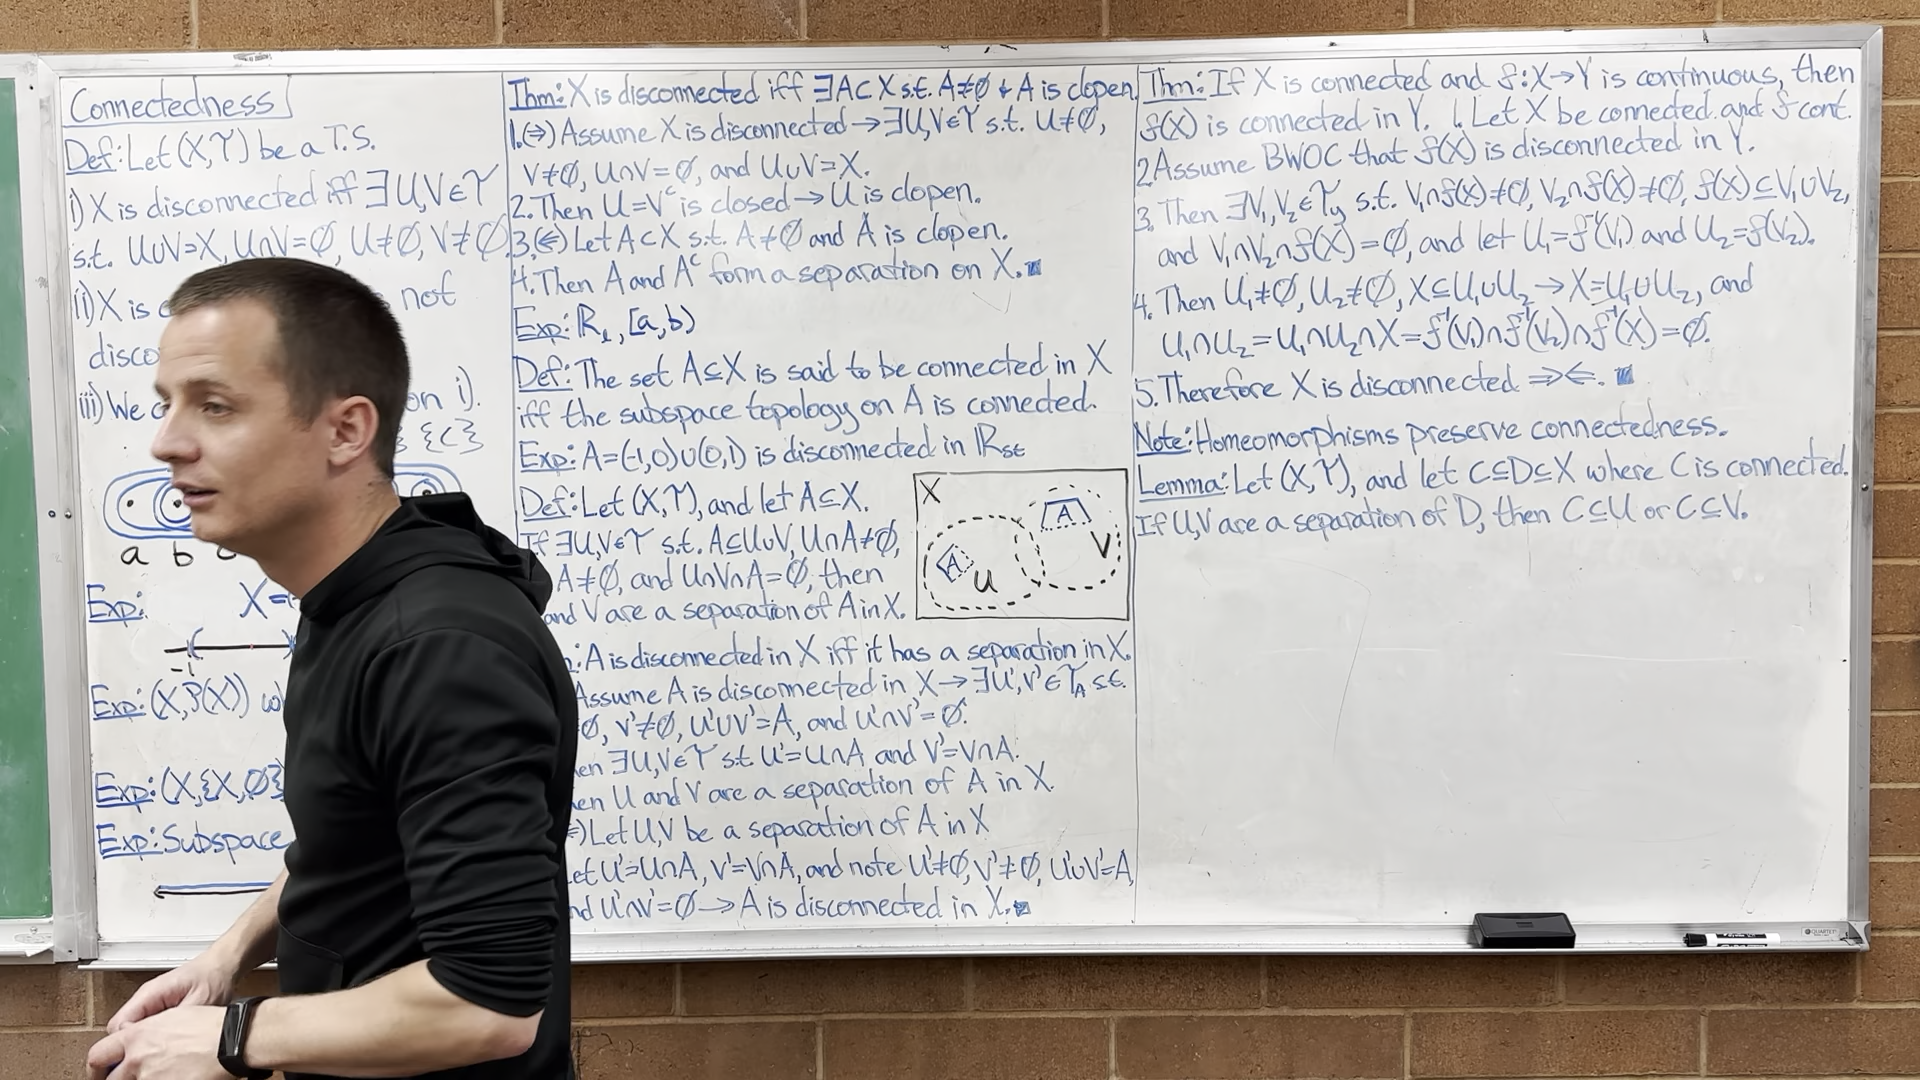 Connectedness
Def: Let (X,𝒯) be a T.S.
i) X is disconnected iff ∃U,V∈𝒯
s.t. U∪V=X, U∩V=∅, U≠∅, V≠∅.
ii) X is not
disco
iii) We on i).
{c}
a b
Exp: X=
-1
Exp: (X,P(X))
Exp: (X,{X,∅}
Exp: Subspace
Thm: X is disconnected iff ∃A⊂X s.t. A≠∅ + A is clopen.
1.(⇒) Assume X is disconnected → ∃U,V∈𝒯 s.t. U≠∅,
V≠∅, U∩V=∅, and U∪V=X.
2. Then U=Vᶜ is closed → U is clopen.
3.(⇐) Let A⊂X s.t. A≠∅ and A is clopen.
4. Then A and Aᶜ form a separation on X. ■
Exp: ℝₗ, [a,b)
Def: The set A⊆X is said to be connected in X
iff the subspace topology on A is connected.
Exp: A=(-1,0)∪(0,1) is disconnected in ℝst
Def: Let (X,𝒯), and let A⊆X.
If ∃U,V∈𝒯 s.t. A⊆U∪V, U∩A≠∅,
A≠∅, and U∩V∩A=∅, then
and V are a separation of A in X.
X
A
V
A
U
: A is disconnected in X iff it has a separation in X.
Assume A is disconnected in X → ∃U',V'∈𝒯_A s.t.
∅, V'≠∅, U'∪V'=A, and U'∩V'=∅.
en ∃U,V∈𝒯 s.t. U'=U∩A and V'=V∩A.
en U and V are a separation of A in X.
) Let U,V be a separation of A in X
et U'=U∩A, V'=V∩A, and note U'≠∅, V'≠∅, U'∪V'=A,
nd U'∩V'=∅ → A is disconnected in X. ■
Thm: If X is connected and f:X→Y is continuous, then
f(X) is connected in Y. 1. Let X be connected and f cont.
2 Assume BWOC that f(X) is disconnected in Y.
3. Then ∃V₁,V₂∈𝒯y s.t. V₁∩f(X)≠∅, V₂∩f(X)≠∅, f(X)⊆V₁∪V₂,
and V₁∩V₂∩f(X)=∅, and let U₁=f⁻¹(V₁) and U₂=f⁻¹(V₂).
4. Then U₁≠∅, U₂≠∅, X⊆U₁∪U₂ → X=U₁∪U₂, and
U₁∩U₂=U₁∩U₂∩X=f⁻¹(V₁)∩f⁻¹(V₂)∩f⁻¹(X)=∅.
5. Therefore X is disconnected ⇒⇐. ■
Note: Homeomorphisms preserve connectedness.
Lemma: Let (X,𝒯), and let C⊆D⊆X where C is connected.
If U,V are a separation of D, then C⊆U or C⊆V.